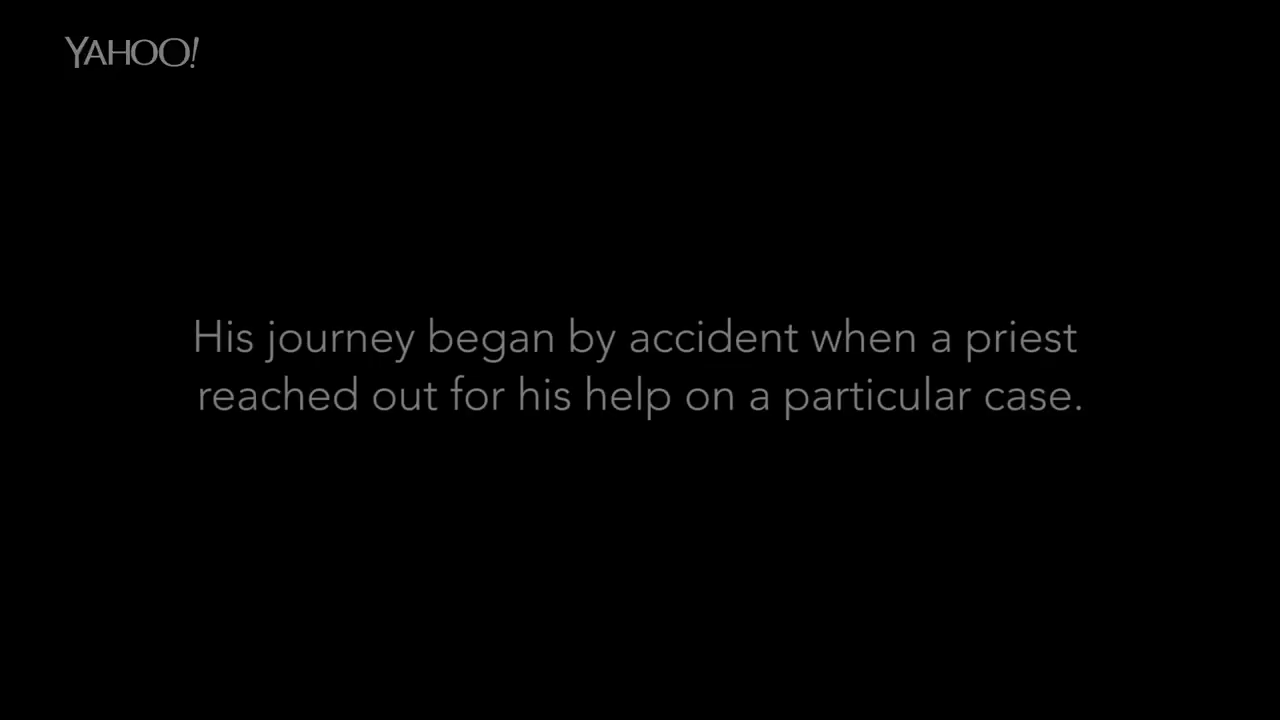 YAHOO!
His journey began by accident when a priest
reached out for his help on a particular case.